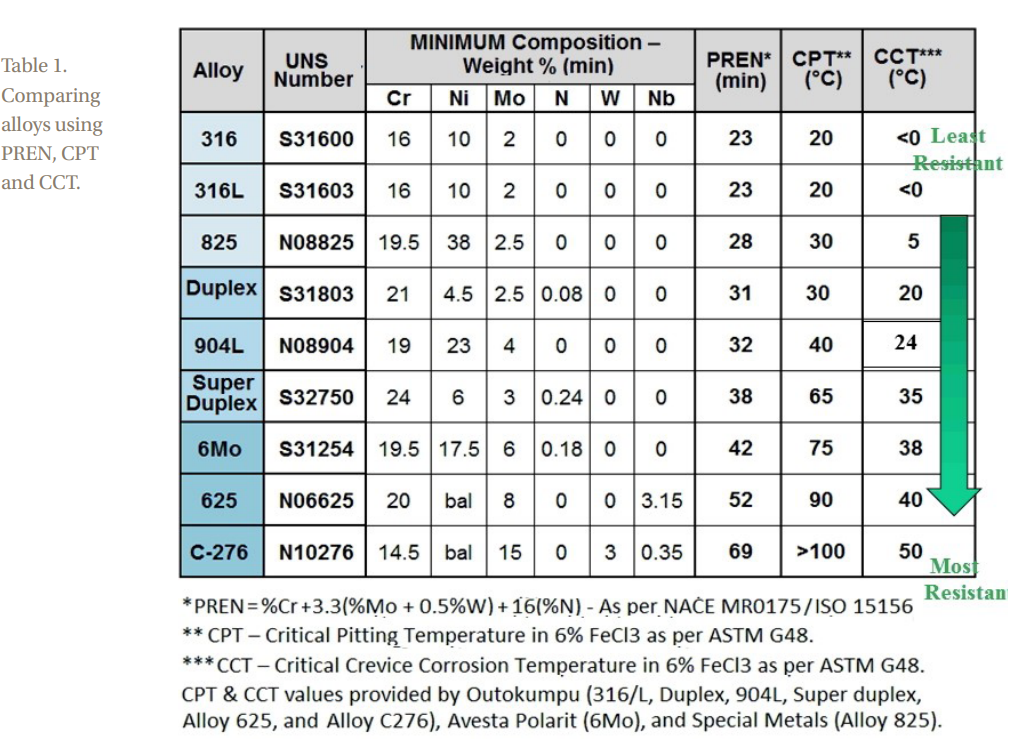 Table 1.
Comparing
alloys using
PREN, CPT
and CCT.
Alloy UNS Number MINIMUM Composition – Weight % (min) PREN* (min) CPT** (°C) CCT*** (°C)
Cr Ni Mo N W Nb
316 S31600 16 10 2 0 0 0 23 20 <0
Least
Resistant
316L S31603 16 10 2 0 0 0 23 20 <0
825 N08825 19.5 38 2.5 0 0 0 28 30 5
Duplex S31803 21 4.5 2.5 0.08 0 0 31 30 20
904L N08904 19 23 4 0 0 0 32 40 24
Super Duplex S32750 24 6 3 0.24 0 0 38 65 35
6Mo S31254 19.5 17.5 6 0.18 0 0 42 75 38
625 N06625 20 bal 8 0 0 3.15 52 90 40
C-276 N10276 14.5 bal 15 0 3 0.35 69 >100 50
Most
Resistan
*PREN=%Cr+3.3(%Mo + 0.5%W) + 16(%N) - As per NACE MR0175/ISO 15156
** CPT – Critical Pitting Temperature in 6% FeCl3 as per ASTM G48.
***CCT – Critical Crevice Corrosion Temperature in 6% FeCl3 as per ASTM G48.
CPT & CCT values provided by Outokumpu (316/L, Duplex, 904L, Super duplex,
Alloy 625, and Alloy C276), Avesta Polarit (6Mo), and Special Metals (Alloy 825).